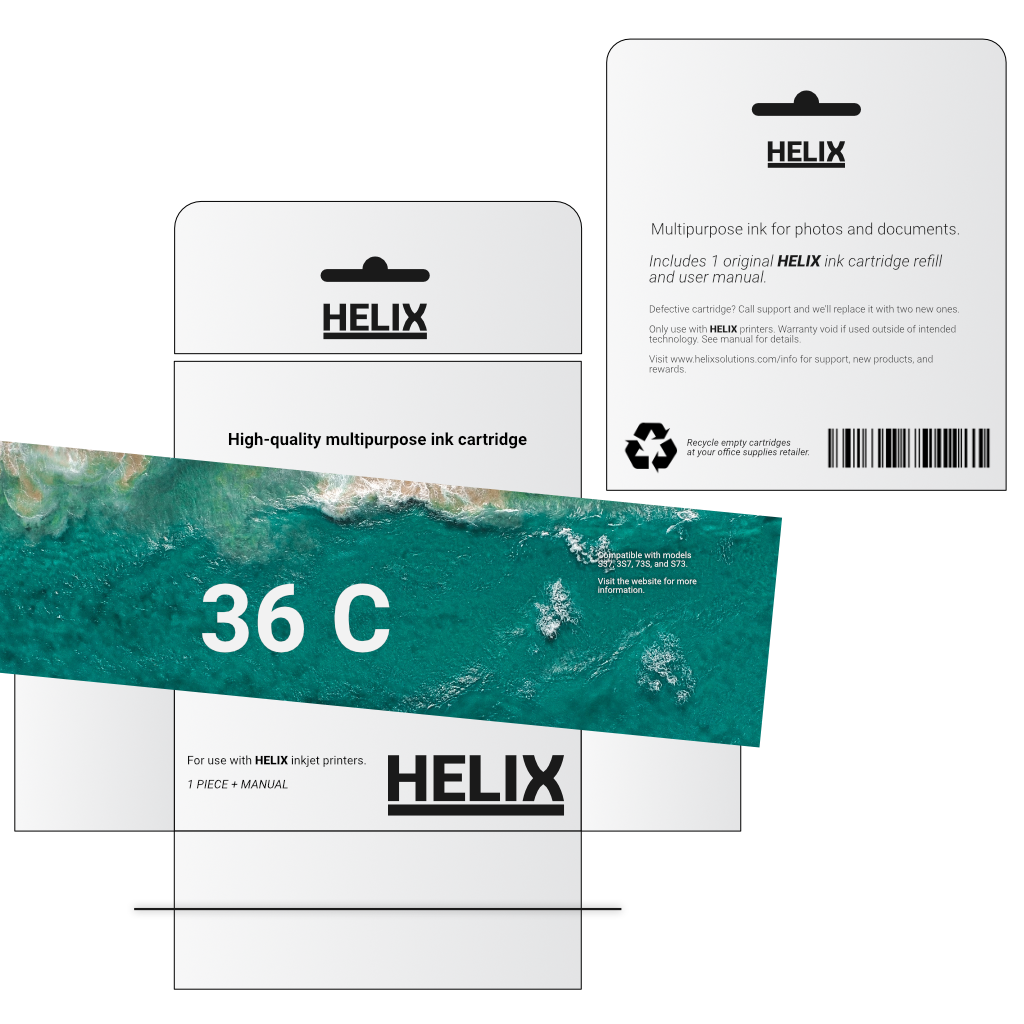 HELIX
Multipurpose ink for photos and documents.
Includes 1 original HELIX ink cartridge refill
and user manual.
Defective cartridge? Call support and we'll replace it with two new ones.
Only use with HELIX printers. Warranty void if used outside of intended
technology. See manual for details.
Visit www.helixsolutions.com/info for support, new products, and
rewards.
Recycle empty cartridges
at your office supplies retailer.
HELIX
High-quality multipurpose ink cartridge
36 C
Compatible with models
S37, 3S7, 73S, and S73.
Visit the website for more
information.
For use with HELIX inkjet printers.
1 PIECE + MANUAL
HELIX